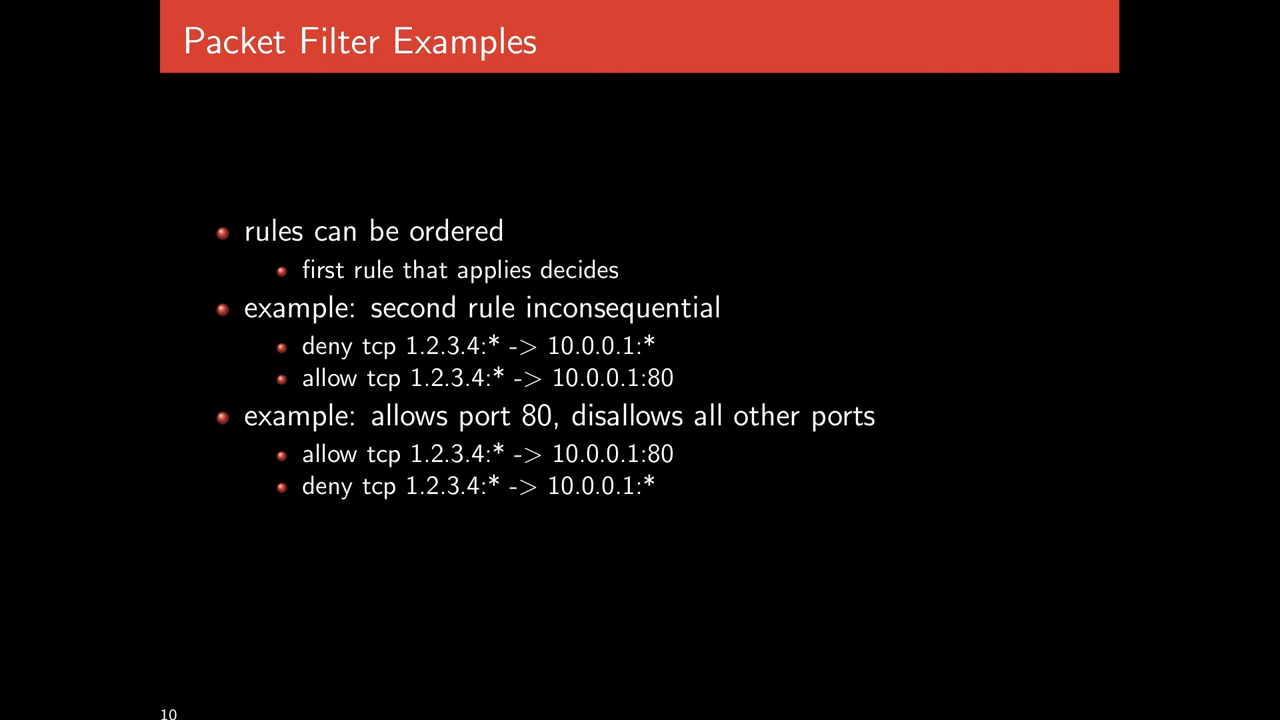 Packet Filter Examples
rules can be ordered
first rule that applies decides
example: second rule inconsequential
deny tcp 1.2.3.4:* -> 10.0.0.1:*
allow tcp 1.2.3.4:* -> 10.0.0.1:80
example: allows port 80, disallows all other ports
allow tcp 1.2.3.4:* -> 10.0.0.1:80
deny tcp 1.2.3.4:* -> 10.0.0.1:*
10